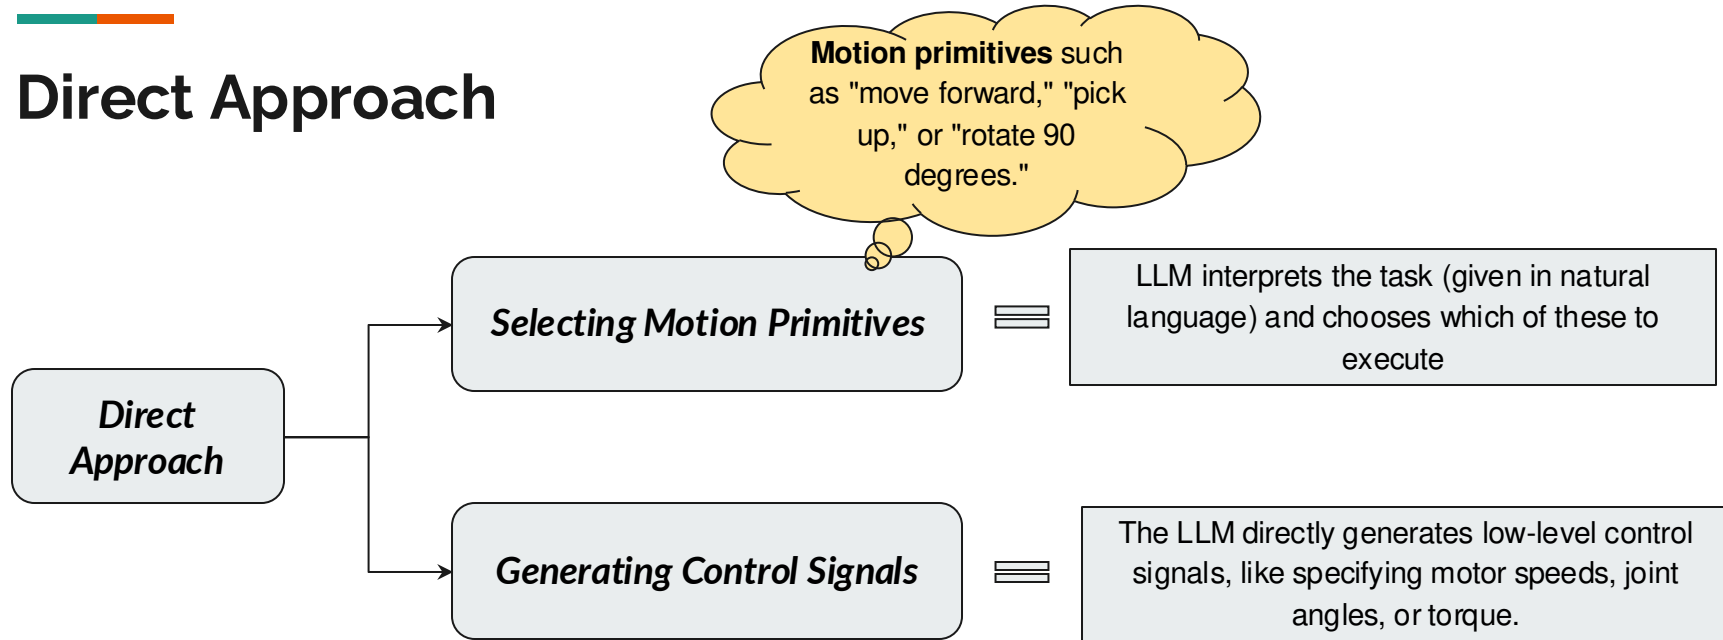 Direct Approach
Motion primitives such
as "move forward," "pick
up," or "rotate 90
degrees."
Selecting Motion Primitives
LLM interprets the task (given in natural
language) and chooses which of these to
execute
Direct
Approach
Generating Control Signals
The LLM directly generates low-level control
signals, like specifying motor speeds, joint
angles, or torque.